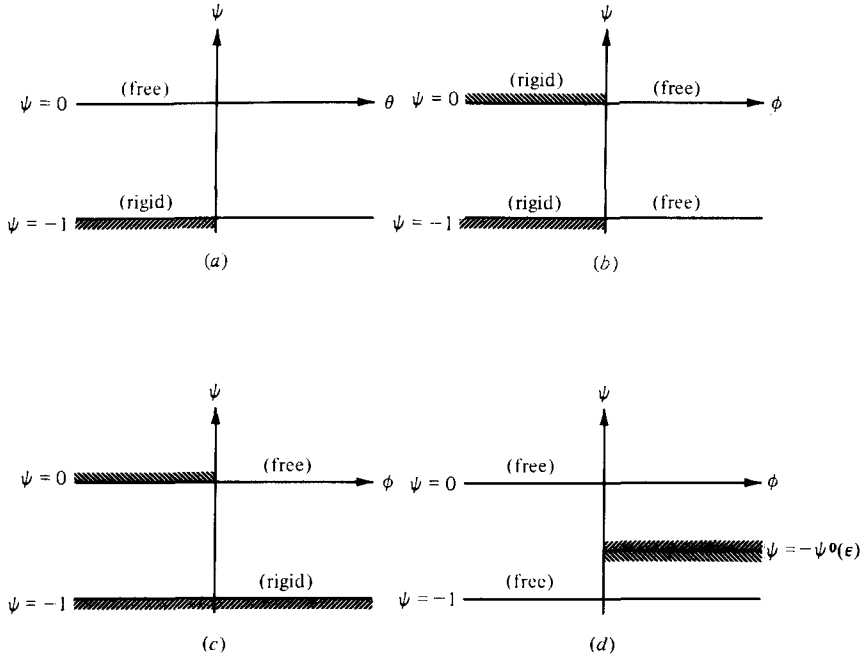 ψ ψ
(free) (rigid) (free)
ψ = 0 θ ψ = 0 φ
(rigid) (rigid) (free)
ψ = −1 ψ = −1
(a) (b)
ψ ψ
ψ = 0 (free) φ ψ = 0 (free) φ
ψ = −ψ⁰(ε)
(rigid) (free)
ψ = −1 ψ = −1
(c) (d)